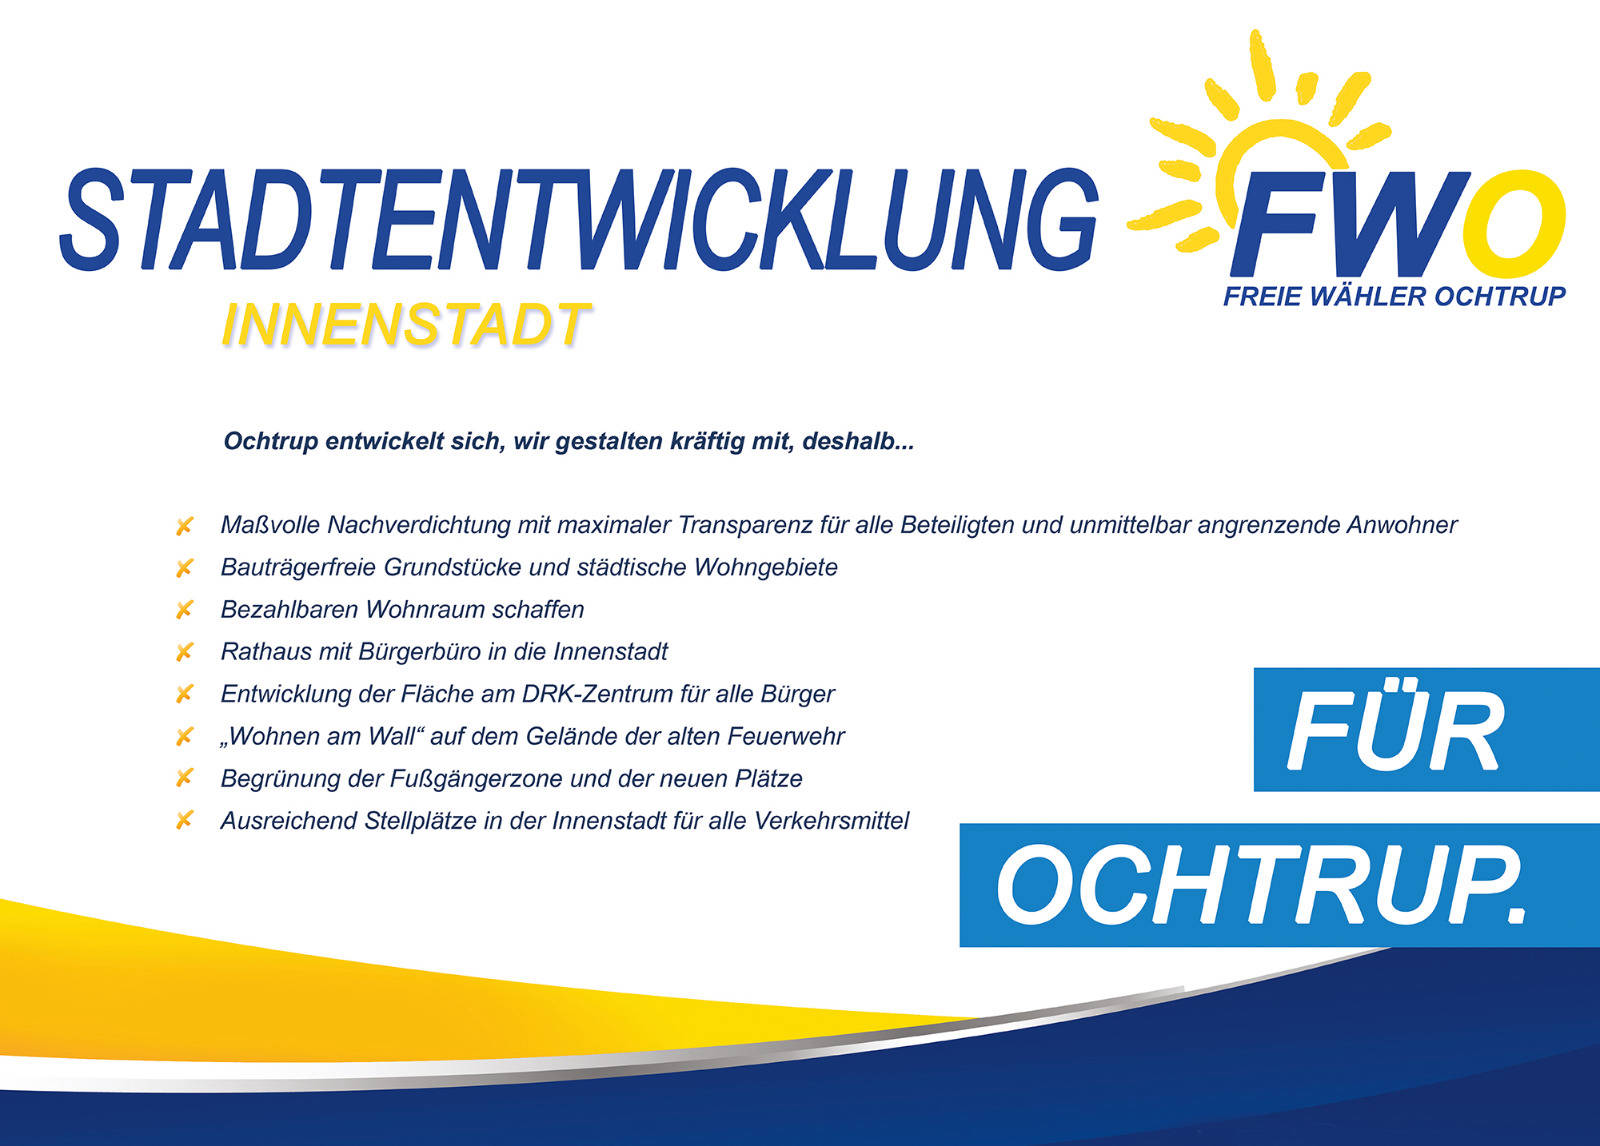 STADTENTWICKLUNG
INNENSTADT
FWO
FREIE WÄHLER OCHTRUP
Ochtrup entwickelt sich, wir gestalten kräftig mit, deshalb...
Maßvolle Nachverdichtung mit maximaler Transparenz für alle Beteiligten und unmittelbar angrenzende Anwohner
Bauträgerfreie Grundstücke und städtische Wohngebiete
Bezahlbaren Wohnraum schaffen
Rathaus mit Bürgerbüro in die Innenstadt
Entwicklung der Fläche am DRK-Zentrum für alle Bürger
„Wohnen am Wall“ auf dem Gelände der alten Feuerwehr
Begrünung der Fußgängerzone und der neuen Plätze
Ausreichend Stellplätze in der Innenstadt für alle Verkehrsmittel
FÜR
OCHTRUP.